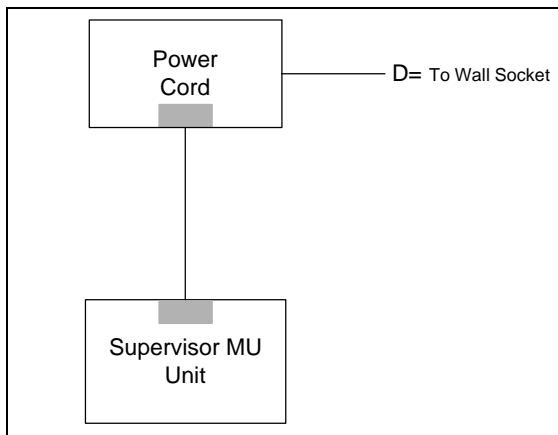 Power
Cord
D= To Wall Socket
Supervisor MU
Unit